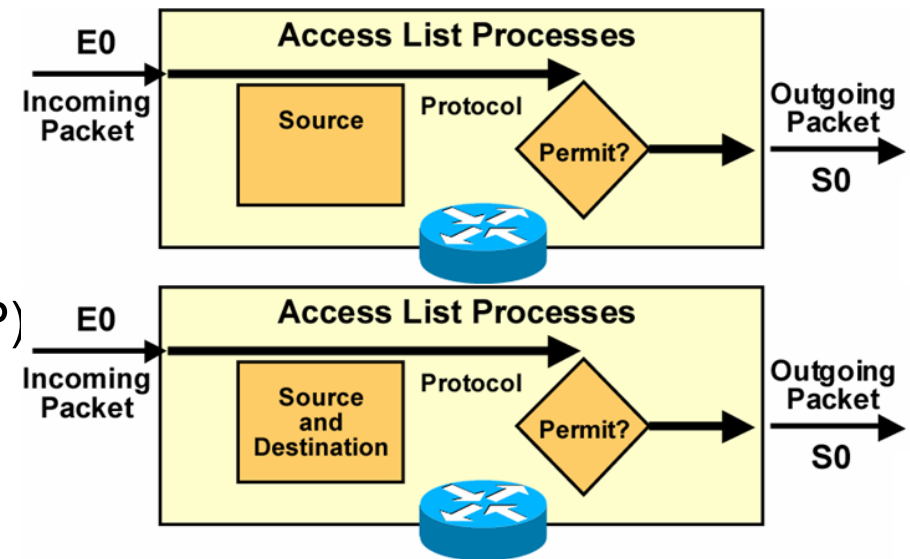 Access List Processes
E0
Incoming
Packet
Source
Protocol
Permit?
Outgoing
Packet
S0
P)
Access List Processes
E0
Incoming
Packet
Source
and
Destination
Protocol
Permit?
Outgoing
Packet
S0